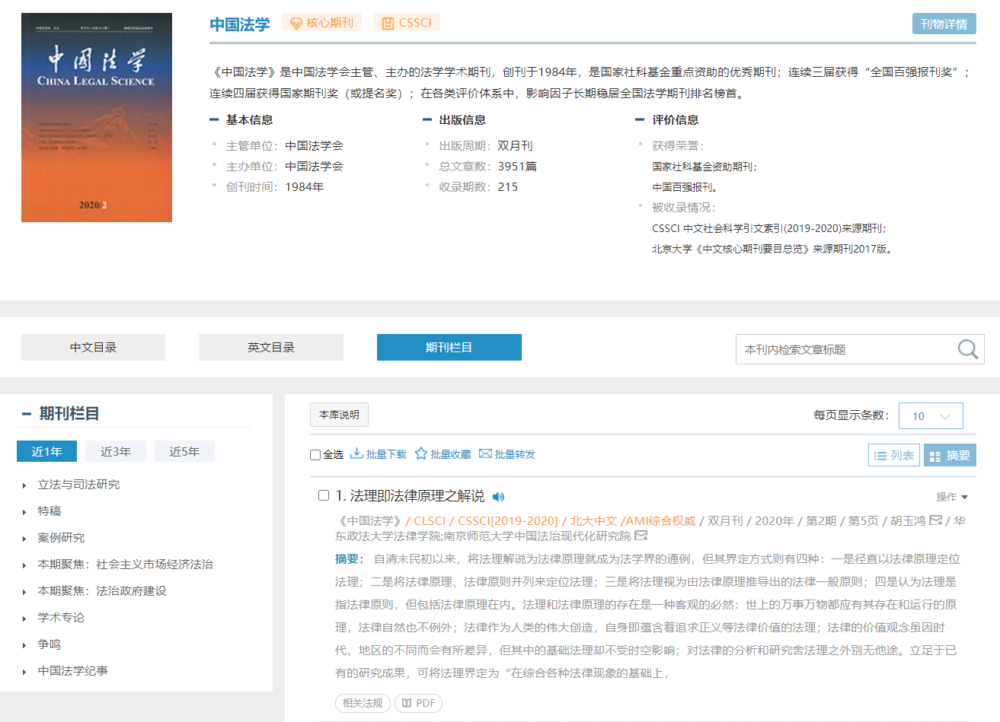 中国法学
核心期刊
CSSCI
刊物详情
中国法学
CHINA LEGAL SCIENCE
2020/2
《中国法学》是中国法学会主管、主办的法学学术期刊，创刊于1984年，是国家社科基金重点资助的优秀期刊；连续三届获得“全国百强报刊奖”；
连续四届获得国家期刊奖（或提名奖）；在各类评价体系中，影响因子长期稳居全国法学期刊排名榜首。
基本信息
主管单位：中国法学会
主办单位：中国法学会
创刊时间：1984年
出版信息
出版周期：双月刊
总文章数：3951篇
收录期数：215
评价信息
获得荣誉：
国家社科基金资助期刊；
中国百强报刊。
被收录情况：
CSSCI 中文社会科学引文索引(2019-2020)来源期刊；
北京大学《中文核心期刊要目总览》来源期刊2017版。
中文目录
英文目录
期刊栏目
本刊内检索文章标题
期刊栏目
近1年
近3年
近5年
立法与司法研究
特稿
案例研究
本期聚焦：社会主义市场经济法治
本期聚焦：法治政府建设
学术专论
争鸣
中国法学纪事
本库说明
每页显示条数：
10
全选
批量下载
批量收藏
批量转发
列表
摘要
1. 法理即法律原理之解说
操作
《中国法学》/ CLSCI / CSSCI[2019-2020] / 北大中文 /AMI综合权威 / 双月刊 / 2020年 / 第2期 / 第5页 / 胡玉鸿 / 华
东政法大学法律学院;南京师范大学中国法治现代化研究院
摘要： 自清末民初以来，将法理解说为法律原理就成为法学界的通例，但其界定方式则有四种：一是径直以法律原理定位
法理；二是将法律原理、法律原则并列来定位法理；三是将法理视为由法律原理推导出的法律一般原则；四是认为法理是
指法律原则，但包括法律原理在内。法理和法律原理的存在是一种客观的必然：世上的万事万物都应有其存在和运行的原
理，法律自然也不例外；法律作为人类的伟大创造，自身即蕴含着追求正义等法律价值的法理；法律的价值观念虽因时
代、地区的不同而会有所差异，但其中的基础法理却不受时空影响；对法律的分析和研究舍法理之外别无他途。立足于已
有的研究成果，可将法理界定为“在综合各种法律现象的基础上，
相关法规
PDF